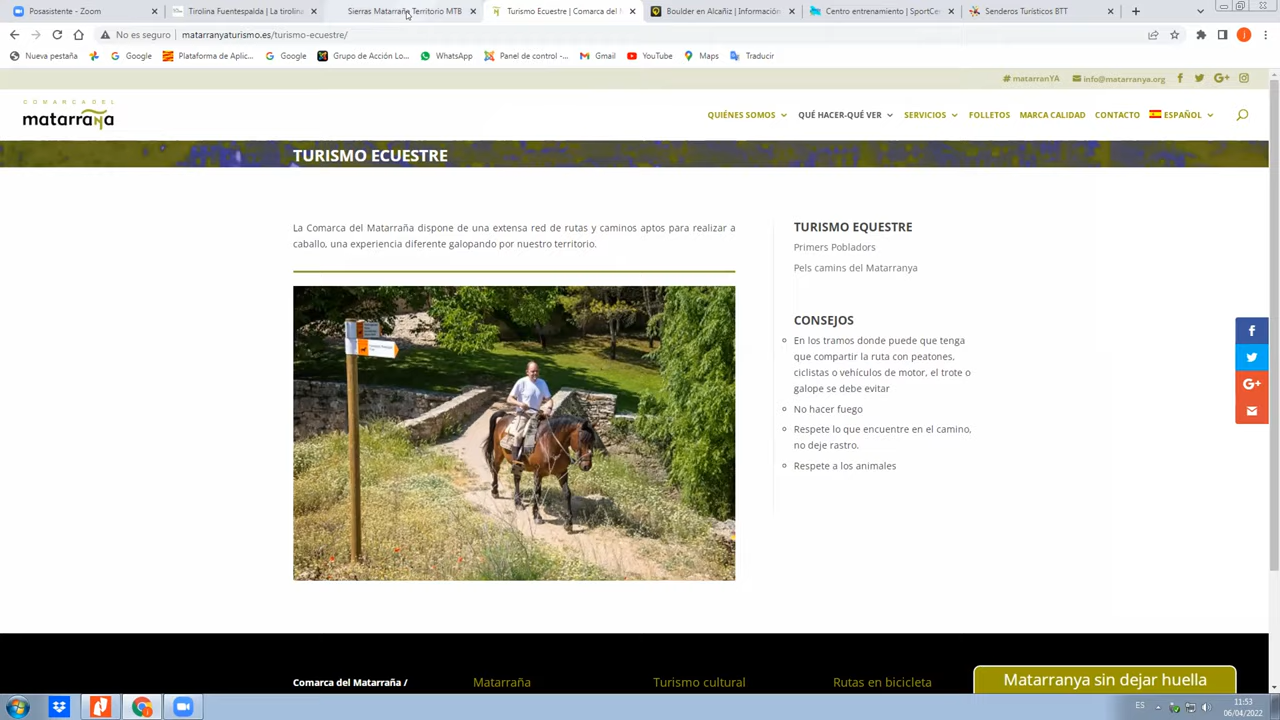 Posasistente - Zoom
Tirolina Fuentespalda | La tirolina
Sierras Matarraña Territorio MTB
Turismo Ecuestre | Comarca del M
Boulder en Alcañiz | Información
Centro entrenamiento | SportCe
Senderos Turísticos BTT
No es seguro | matarranyaturismo.es/turismo-ecuestre/
Nueva pestaña
Google
Plataforma de Aplic...
Google
Grupo de Acción Lo...
WhatsApp
Panel de control -...
Gmail
YouTube
Maps
Traducir
# matarranYA
info@matarranya.org
COMARCA DEL
matarraña
QUIÉNES SOMOS
QUÉ HACER-QUÉ VER
SERVICIOS
FOLLETOS
MARCA CALIDAD
CONTACTO
ESPAÑOL
TURISMO ECUESTRE
La Comarca del Matarraña dispone de una extensa red de rutas y caminos aptos para realizar a
caballo, una experiencia diferente galopando por nuestro territorio.
TURISMO EQUESTRE
Primers Pobladors
Pels camins del Matarranya
CONSEJOS
En los tramos donde puede que tenga
que compartir la ruta con peatones,
ciclistas o vehículos de motor, el trote o
galope se debe evitar
No hacer fuego
Respete lo que encuentre en el camino,
no deje rastro.
Respete a los animales
Comarca del Matarraña /
Matarraña
Turismo cultural
Rutas en bicicleta
Matarranya sin dejar huella
ES
11:53
06/04/2022